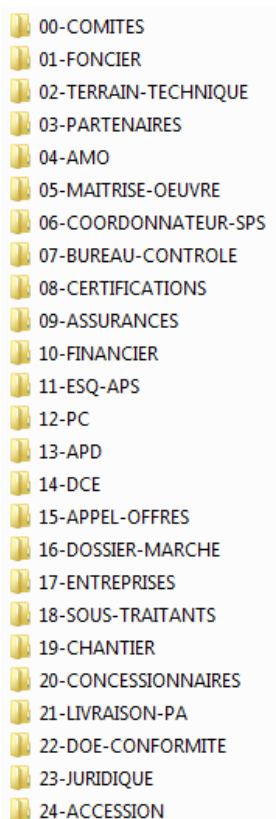 00-COMITES
01-FONCIER
02-TERRAIN-TECHNIQUE
03-PARTENAIRES
04-AMO
05-MAITRISE-OEUVRE
06-COORDONNATEUR-SPS
07-BUREAU-CONTROLE
08-CERTIFICATIONS
09-ASSURANCES
10-FINANCIER
11-ESQ-APS
12-PC
13-APD
14-DCE
15-APPEL-OFFRES
16-DOSSIER-MARCHE
17-ENTREPRISES
18-SOUS-TRAITANTS
19-CHANTIER
20-CONCESSIONNAIRES
21-LIVRAISON-PA
22-DOE-CONFORMITE
23-JURIDIQUE
24-ACCESSION